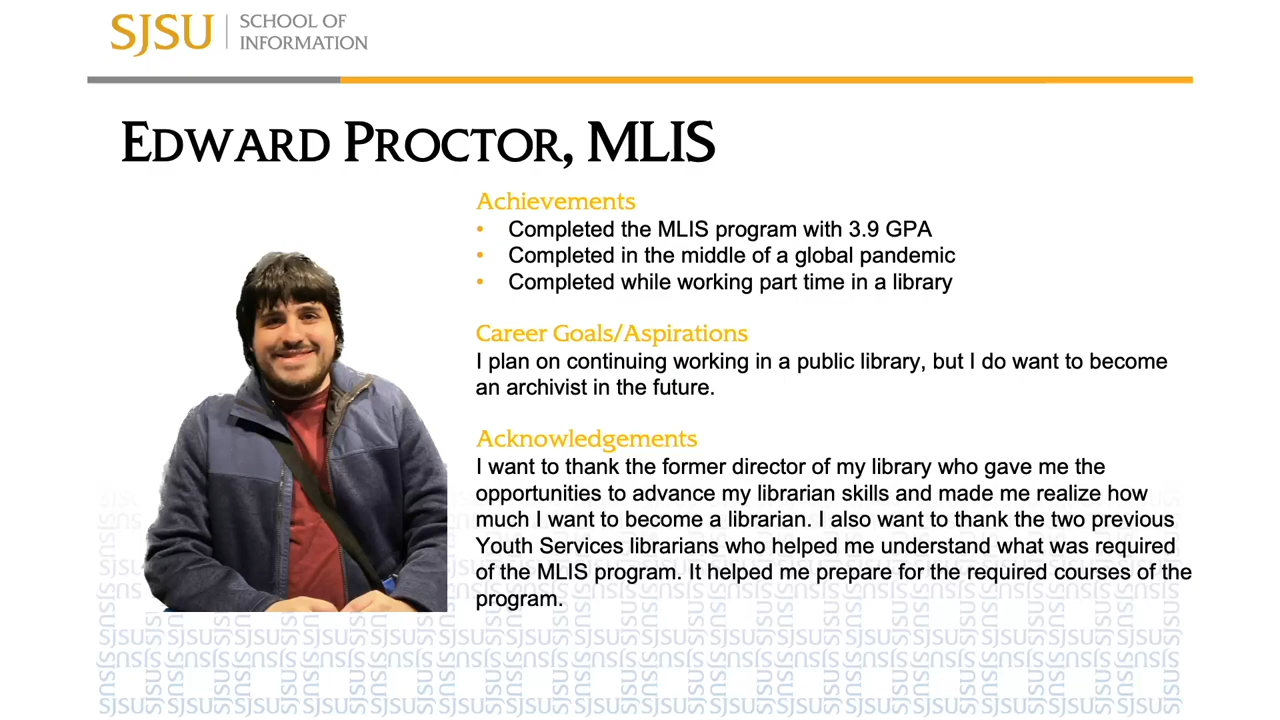 SJSU SCHOOL OF
INFORMATION
EDWARD PROCTOR, MLIS
Achievements
• Completed the MLIS program with 3.9 GPA
• Completed in the middle of a global pandemic
• Completed while working part time in a library
Career Goals/Aspirations
I plan on continuing working in a public library, but I do want to become
an archivist in the future.
Acknowledgements
I want to thank the former director of my library who gave me the
opportunities to advance my librarian skills and made me realize how
much I want to become a librarian. I also want to thank the two previous
Youth Services librarians who helped me understand what was required
of the MLIS program. It helped me prepare for the required courses of the
program.